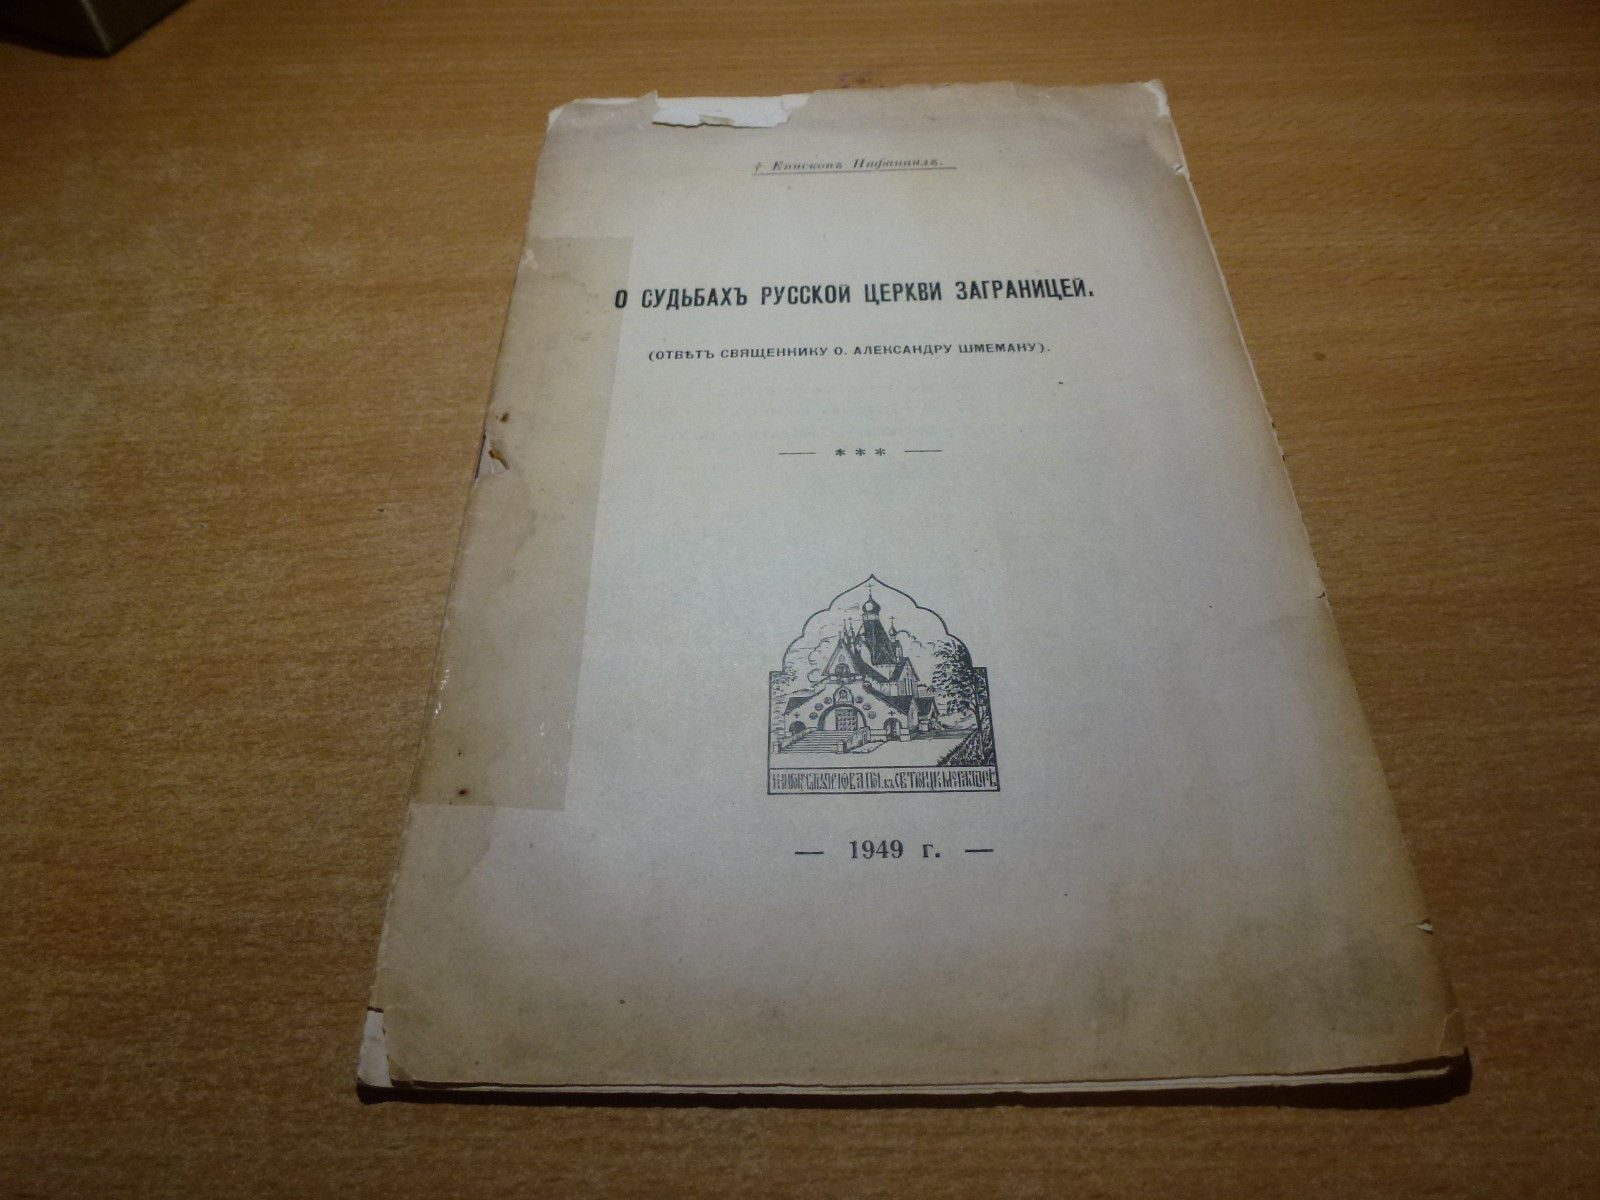 † Епископъ Нафанаилъ.
О СУДЬБАХЪ РУССКОЙ ЦЕРКВИ ЗАГРАНИЦЕЙ.
(ОТВѢТЪ СВЯЩЕННИКУ О. АЛЕКСАНДРУ ШМЕМАНУ).
— * * * —
— 1949 г. —